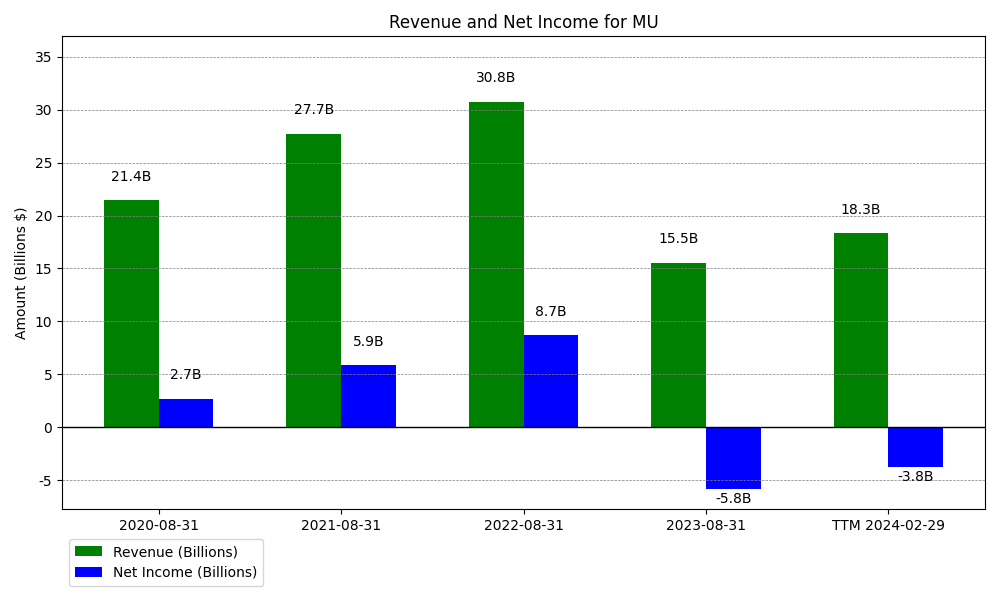 Revenue and Net Income for MU
Amount (Billions $)
35
30
25
20
15
10
5
0
-5
21.4B
2.7B
27.7B
5.9B
30.8B
8.7B
15.5B
-5.8B
18.3B
-3.8B
2020-08-31
2021-08-31
2022-08-31
2023-08-31
TTM 2024-02-29
Revenue (Billions)
Net Income (Billions)